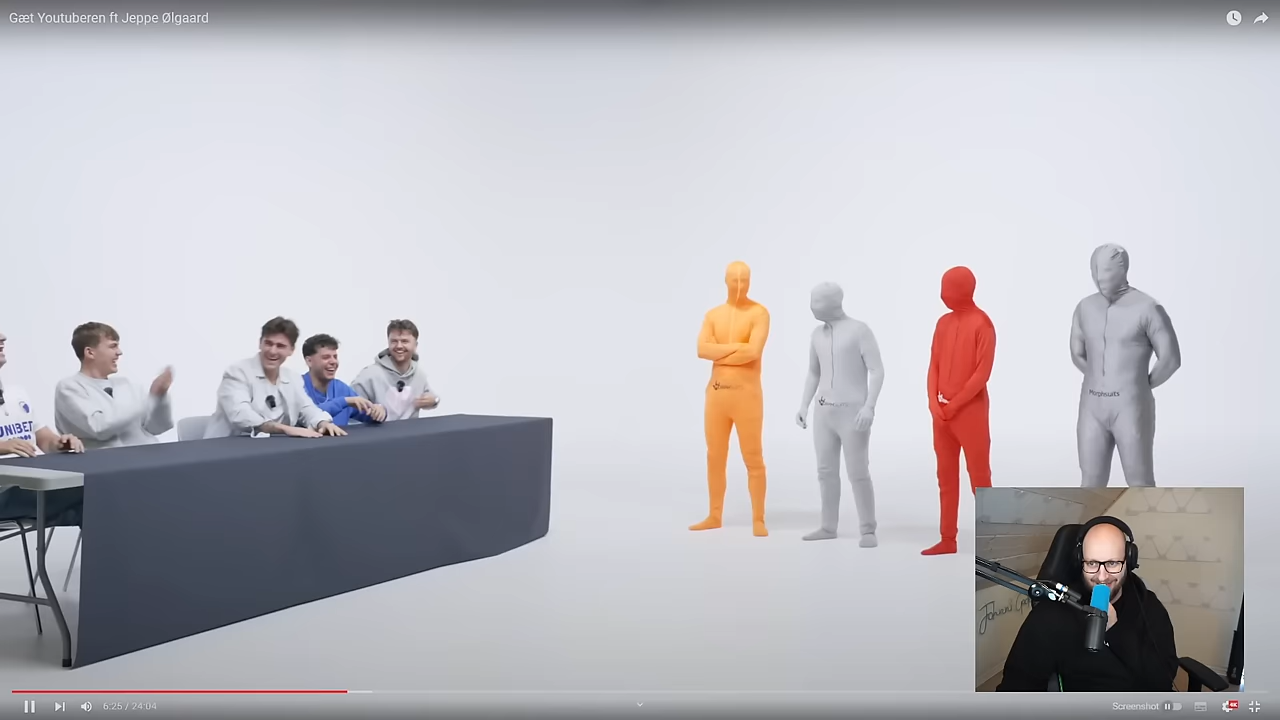 Gæt Youtuberen ft Jeppe Ølgaard
UNIBET
Morphsuits
6:25 / 24:04
Screenshot